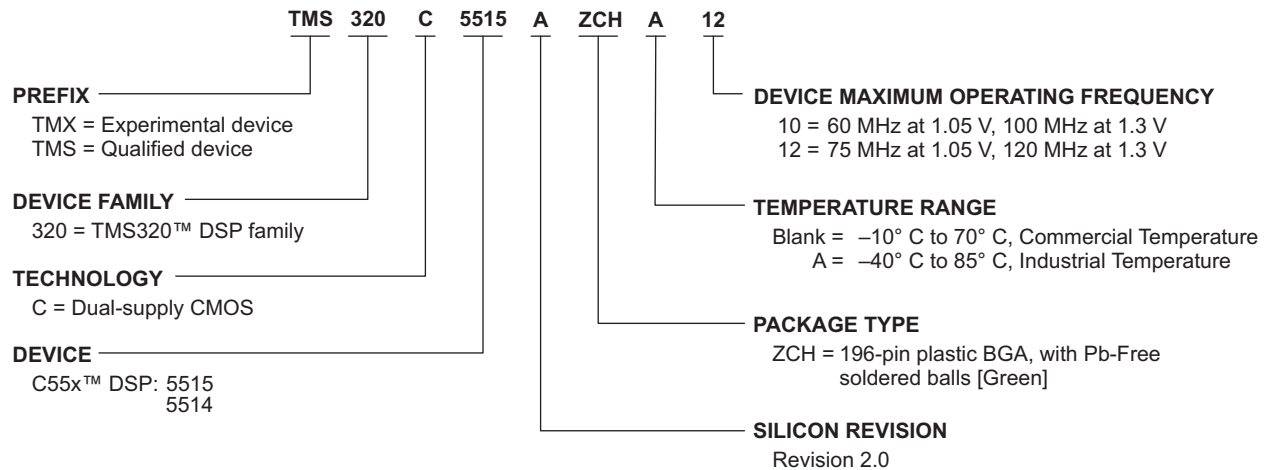 TMS 320 C 5515 A ZCH A 12
PREFIX
TMX = Experimental device
TMS = Qualified device
DEVICE FAMILY
320 = TMS320™ DSP family
TECHNOLOGY
C = Dual-supply CMOS
DEVICE
C55x™ DSP: 5515
5514
DEVICE MAXIMUM OPERATING FREQUENCY
10 = 60 MHz at 1.05 V, 100 MHz at 1.3 V
12 = 75 MHz at 1.05 V, 120 MHz at 1.3 V
TEMPERATURE RANGE
Blank = –10° C to 70° C, Commercial Temperature
A = –40° C to 85° C, Industrial Temperature
PACKAGE TYPE
ZCH = 196-pin plastic BGA, with Pb-Free
soldered balls [Green]
SILICON REVISION
Revision 2.0